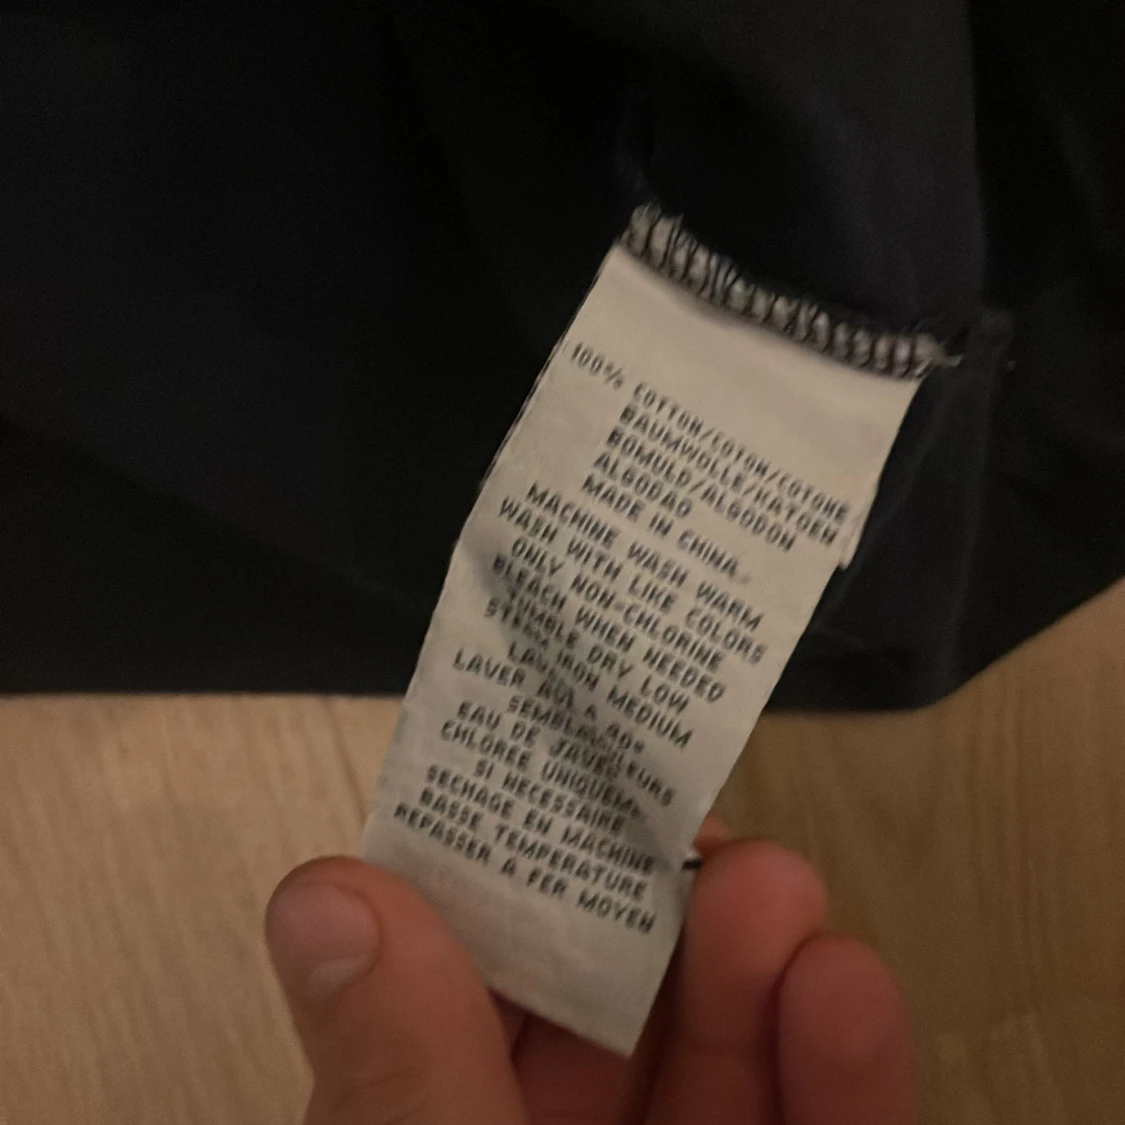 100% COTTON/COTON/COTONE
BAUMWOLLE/KATOEN
BOMULD/ALGODON
ALGODAO
MADE IN CHINA
MACHINE WASH WARM
WASH WITH LIKE COLORS
ONLY NON-CHLORINE
BLEACH WHEN NEEDED
TUMBLE DRY LOW
IRON MEDIUM
LAVER
EAU DE
CHLOREE
SI NECESSAIRE
SECHAGE EN MACHINE
BASSE TEMPERATURE
REPASSER A FER MOYEN